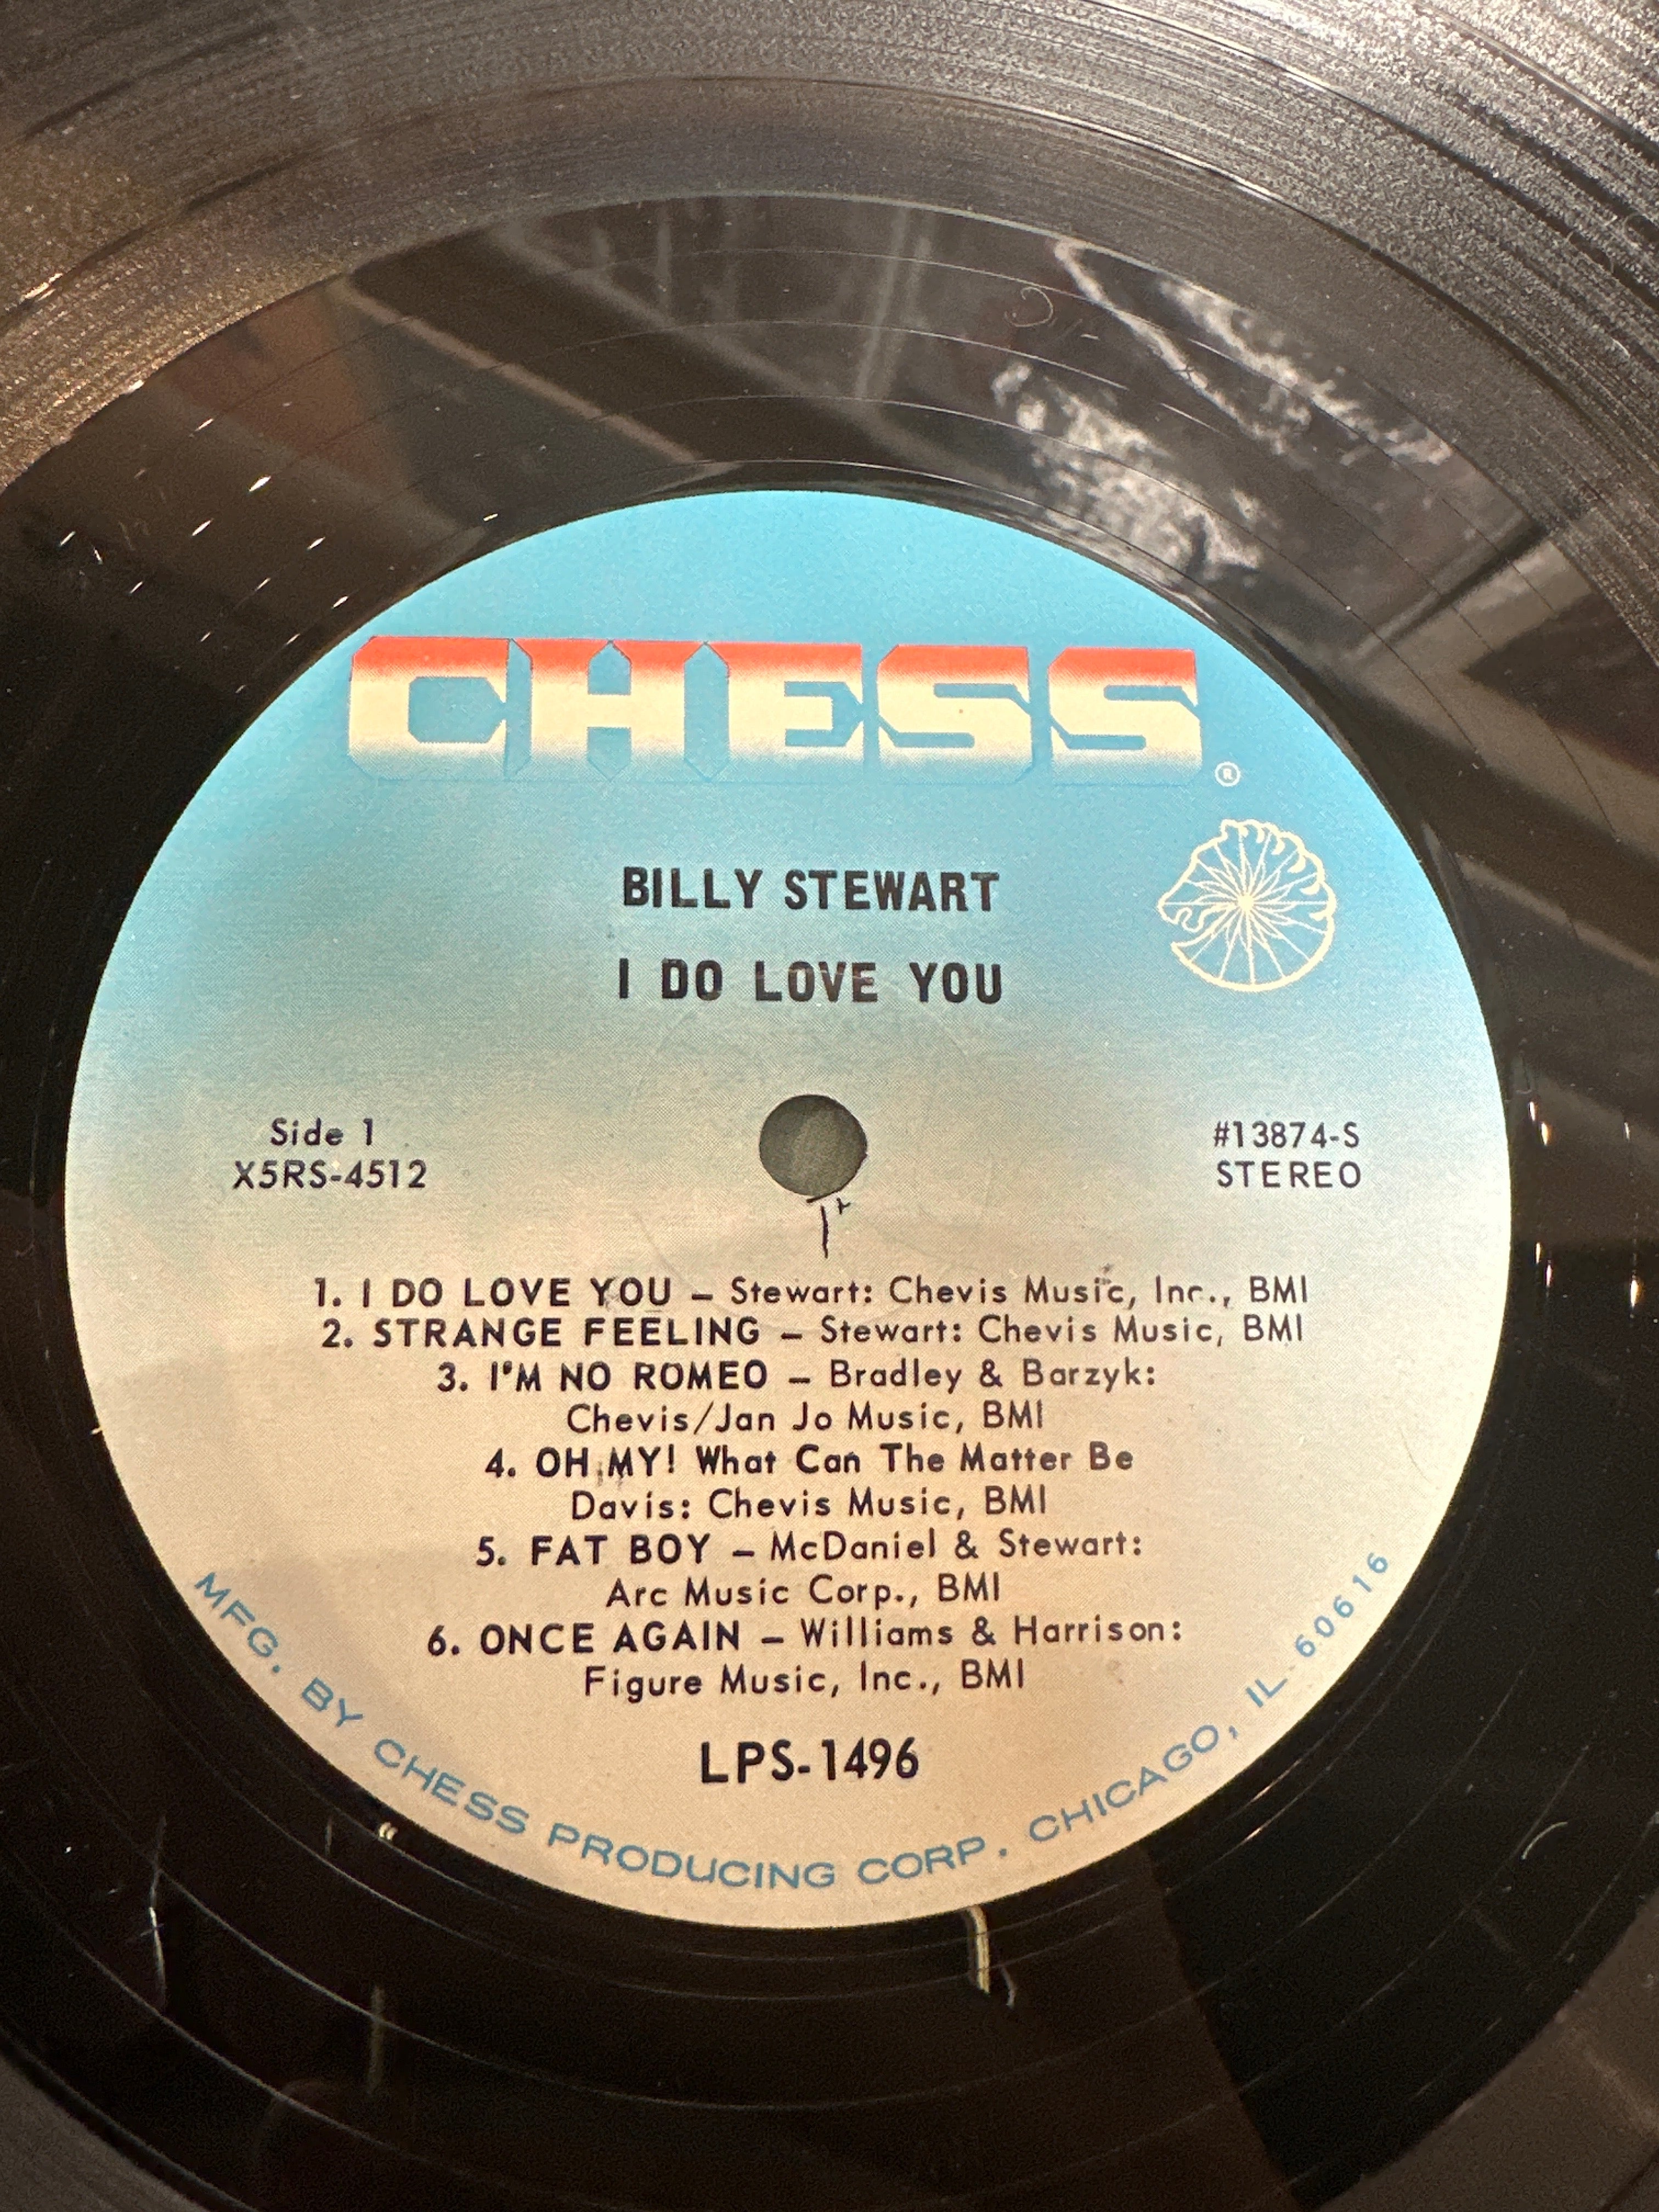 CHESS ®
BILLY STEWART
I DO LOVE YOU
Side 1
X5RS-4512
#13874-S
STEREO
1. I DO LOVE YOU – Stewart: Chevis Music, Inc., BMI
2. STRANGE FEELING – Stewart: Chevis Music, BMI
3. I'M NO ROMEO – Bradley & Barzyk:
Chevis/Jan Jo Music, BMI
4. OH MY! What Can The Matter Be
Davis: Chevis Music, BMI
5. FAT BOY – McDaniel & Stewart:
Arc Music Corp., BMI
6. ONCE AGAIN – Williams & Harrison:
Figure Music, Inc., BMI
LPS-1496
MFG. BY CHESS PRODUCING CORP. CHICAGO, IL 60616